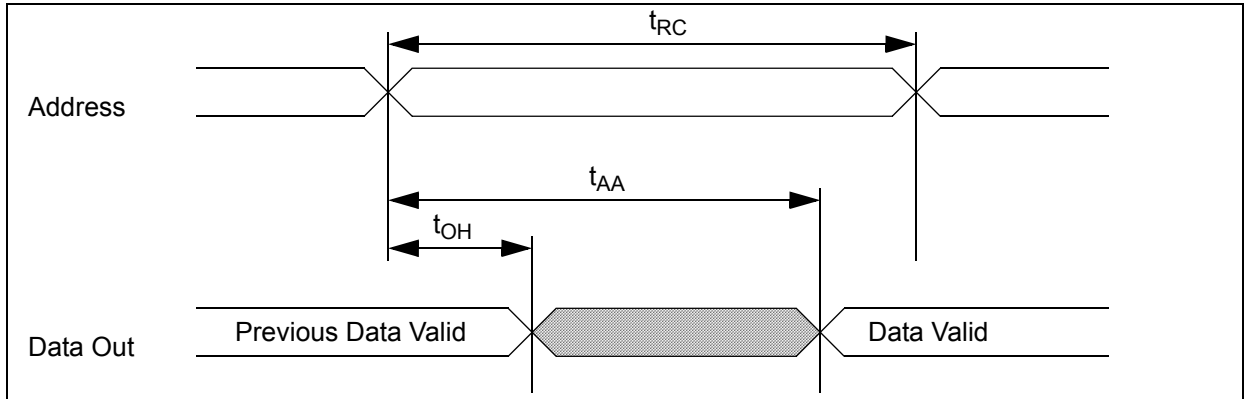 tRC
Address
tAA
tOH
Previous Data Valid
Data Valid
Data Out